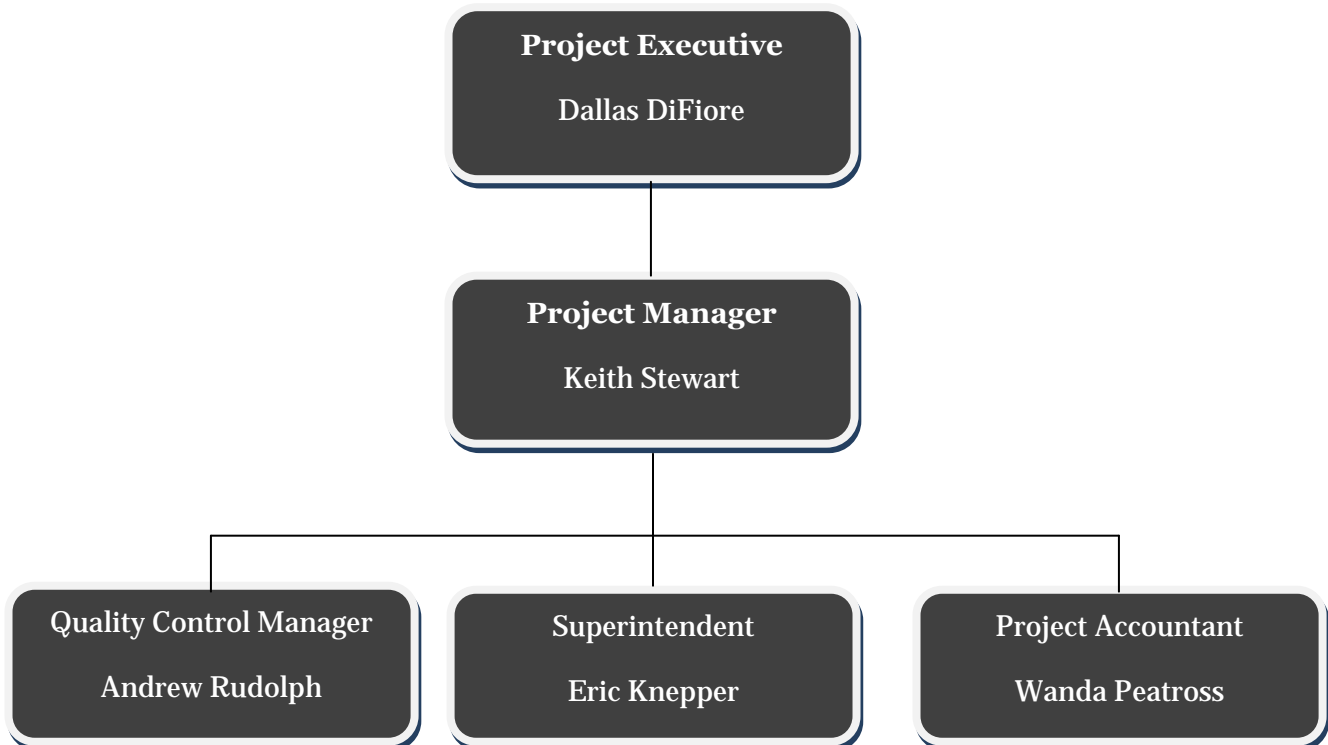 Project Executive
Dallas DiFiore
Project Manager
Keith Stewart
Quality Control Manager
Andrew Rudolph
Superintendent
Eric Knepper
Project Accountant
Wanda Peatross